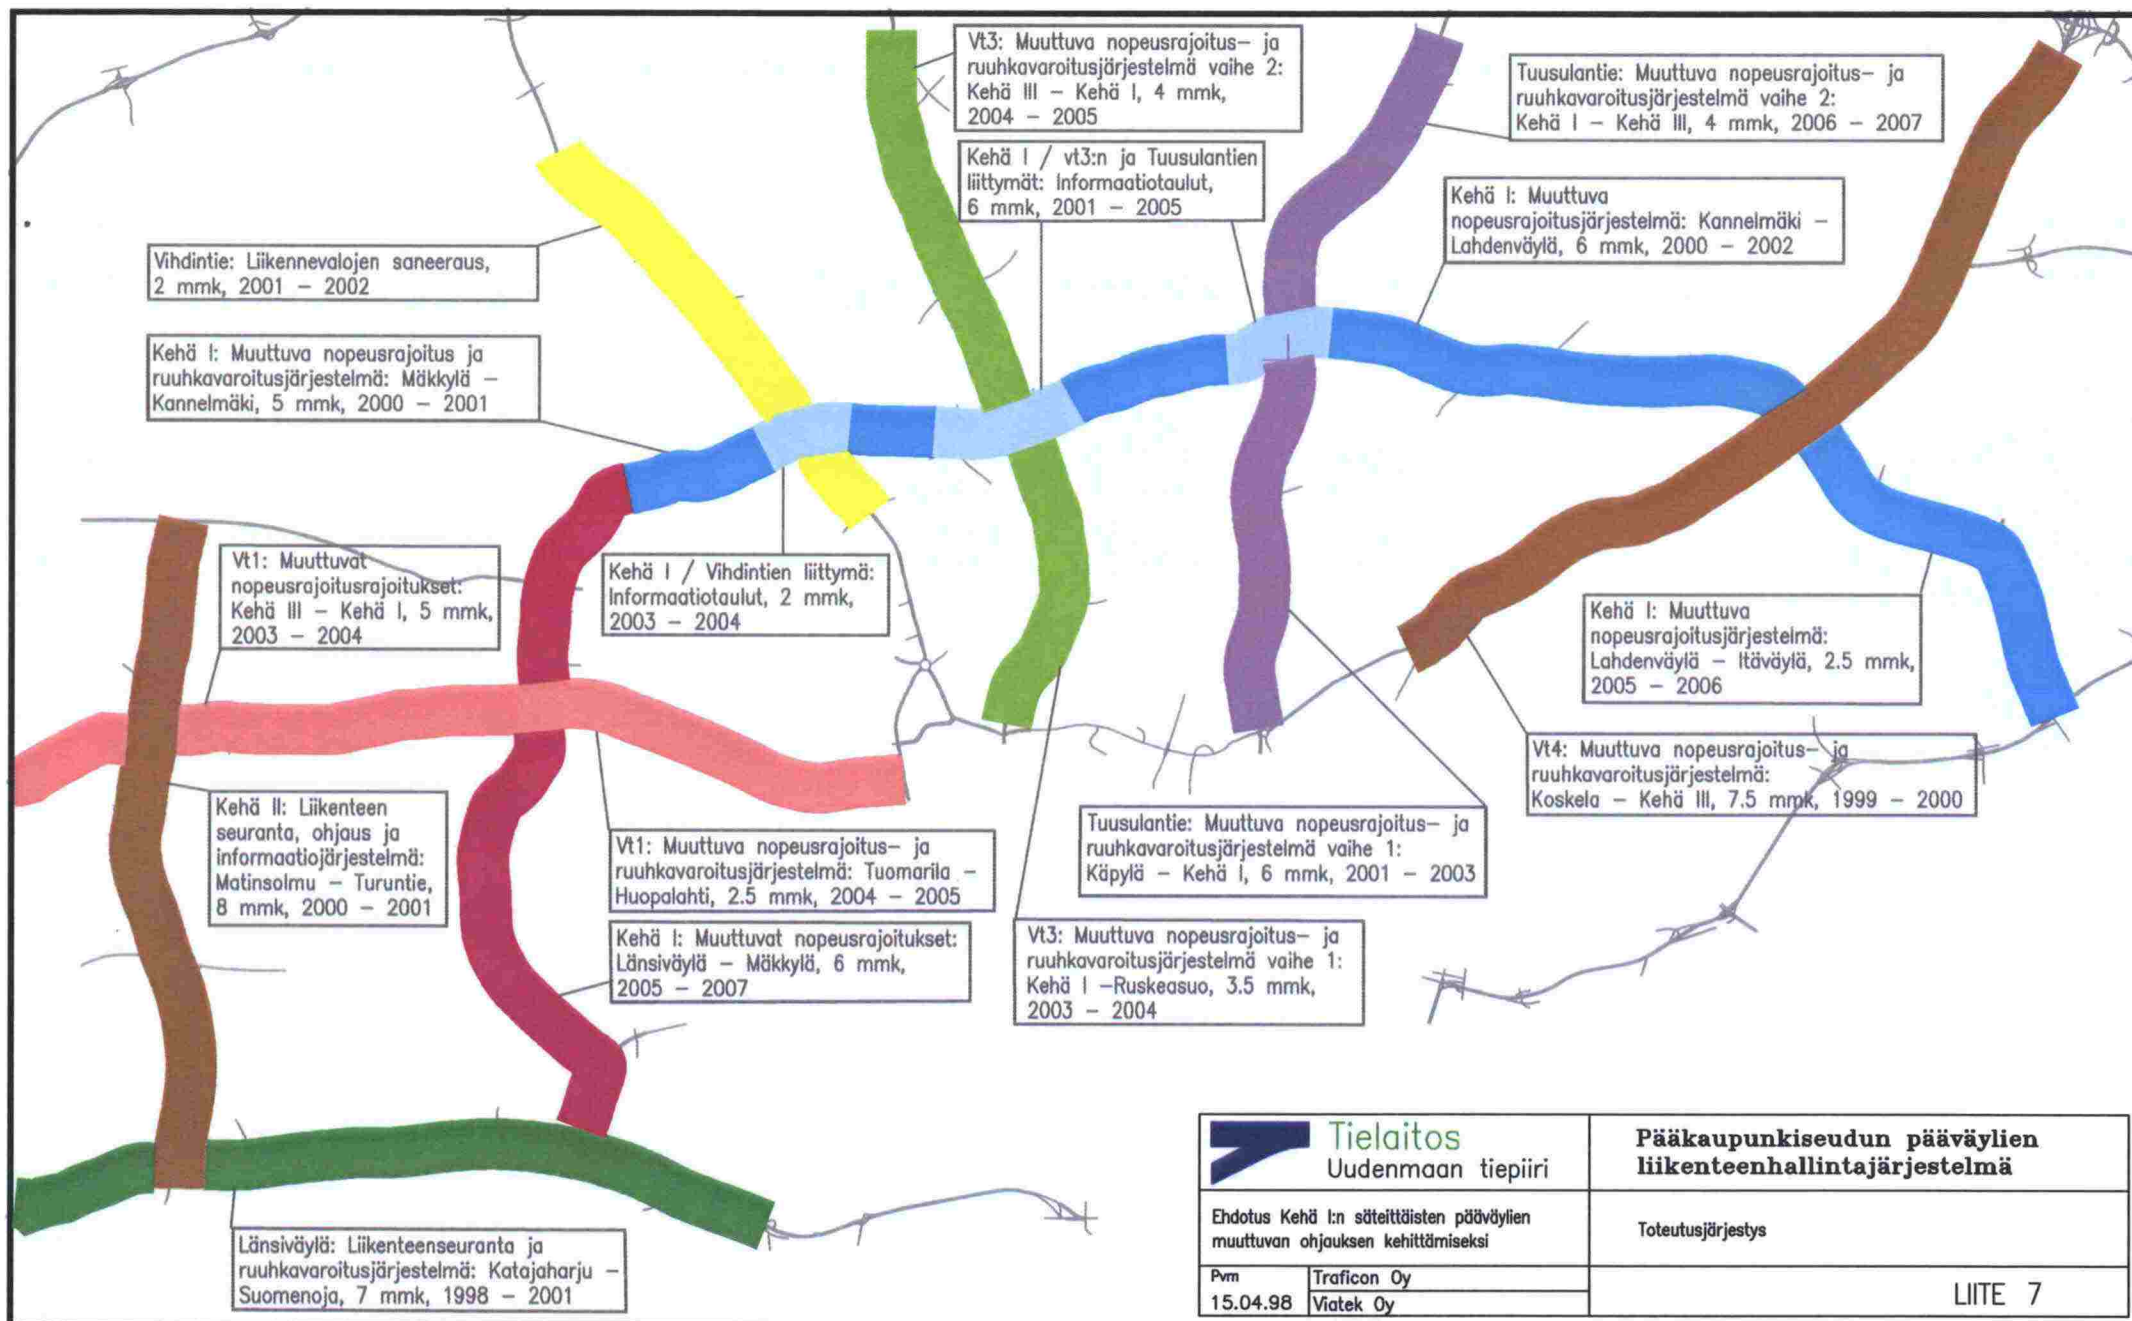 Vt3: Muuttuva nopeusrajoitus– ja
ruuhkavaroitusjärjestelmä vaihe 2:
Kehä III – Kehä I, 4 mmk,
2004 – 2005
Tuusulantie: Muuttuva nopeusrajoitus– ja
ruuhkavaroitusjärjestelmä vaihe 2:
Kehä I – Kehä III, 4 mmk, 2006 – 2007
Kehä I / vt3:n ja Tuusulantien
liittymät: Informaatiotaulut,
6 mmk, 2001 – 2005
Kehä I: Muuttuva
nopeusrajoitusjärjestelmä: Kannelmäki –
Lahdenväylä, 6 mmk, 2000 – 2002
Vihdintie: Liikennevalojen saneeraus,
2 mmk, 2001 – 2002
Kehä I: Muuttuva nopeusrajoitus ja
ruuhkavaroitusjärjestelmä: Mäkkylä –
Kannelmäki, 5 mmk, 2000 – 2001
Vt1: Muuttuvat
nopeusrajoitusrajoitukset:
Kehä III – Kehä I, 5 mmk,
2003 – 2004
Kehä I / Vihdintien liittymä:
Informaatiotaulut, 2 mmk,
2003 – 2004
Kehä I: Muuttuva
nopeusrajoitusjärjestelmä:
Lahdenväylä – Itäväylä, 2.5 mmk,
2005 – 2006
Vt4: Muuttuva nopeusrajoitus– ja
ruuhkavaroitusjärjestelmä:
Koskela – Kehä III, 7.5 mmk, 1999 – 2000
Kehä II: Liikenteen
seuranta, ohjaus ja
informaatiojärjestelmä:
Matinsolmu – Turuntie,
8 mmk, 2000 – 2001
Vt1: Muuttuva nopeusrajoitus– ja
ruuhkavaroitusjärjestelmä: Tuomarila –
Huopalahti, 2.5 mmk, 2004 – 2005
Tuusulantie: Muuttuva nopeusrajoitus– ja
ruuhkavaroitusjärjestelmä vaihe 1:
Käpylä – Kehä I, 6 mmk, 2001 – 2003
Kehä I: Muuttuvat nopeusrajoitukset:
Länsiväylä – Mäkkylä, 6 mmk,
2005 – 2007
Vt3: Muuttuva nopeusrajoitus– ja
ruuhkavaroitusjärjestelmä vaihe 1:
Kehä I –Ruskeasuo, 3.5 mmk,
2003 – 2004
Länsiväylä: Liikenteenseuranta ja
ruuhkavaroitusjärjestelmä: Katajaharju –
Suomenoja, 7 mmk, 1998 – 2001
Tielaitos
Uudenmaan tiepiiri
Pääkaupunkiseudun pääväylien
liikenteenhallintajärjestelmä
Ehdotus Kehä I:n säteittäisten pääväylien
muuttuvan ohjauksen kehittämiseksi
Toteutusjärjestys
Pvm
15.04.98
Traficon Oy
Viatek Oy
LIITE 7